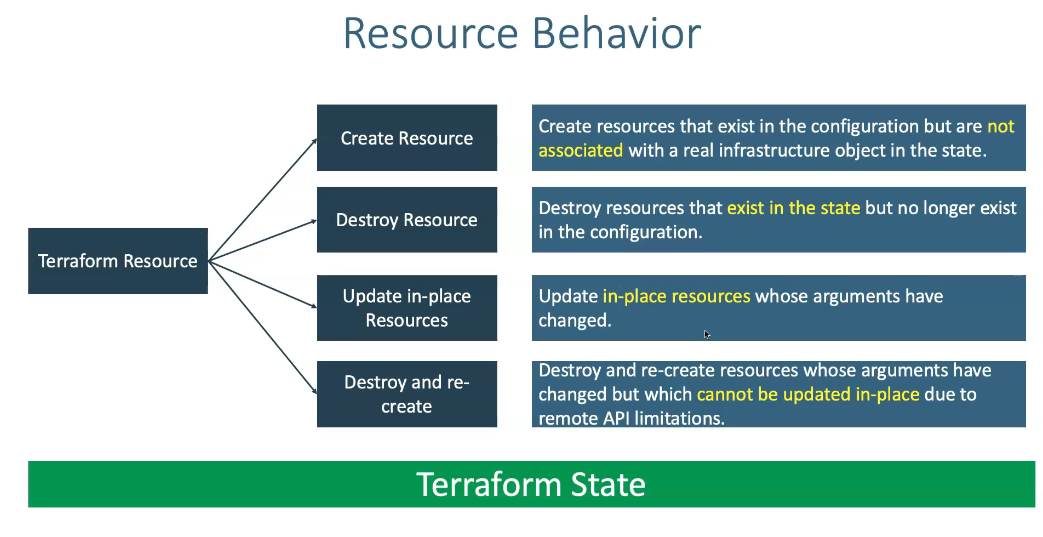 Resource Behavior
Terraform Resource
Create Resource
Create resources that exist in the configuration but are not
associated with a real infrastructure object in the state.
Destroy Resource
Destroy resources that exist in the state but no longer exist
in the configuration.
Update in-place
Resources
Update in-place resources whose arguments have
changed.
Destroy and re-
create
Destroy and re-create resources whose arguments have
changed but which cannot be updated in-place due to
remote API limitations.
Terraform State